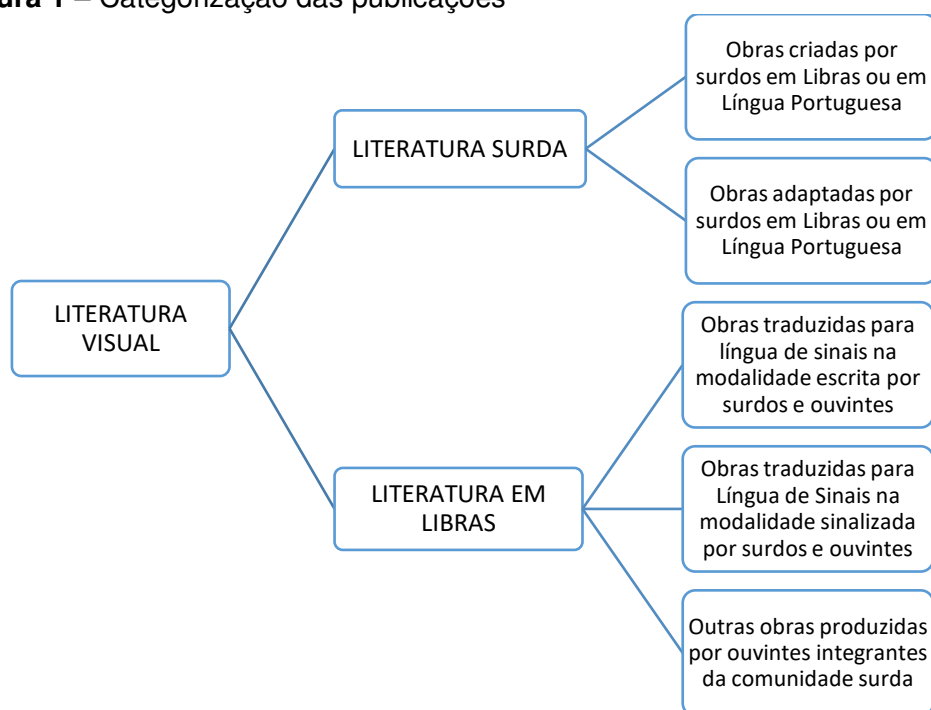 ura 1 – Categorização das publicações
Obras criadas por
surdos em Libras ou em
Língua Portuguesa
LITERATURA SURDA
Obras adaptadas por
surdos em Libras ou em
Língua Portuguesa
LITERATURA
VISUAL
Obras traduzidas para
língua de sinais na
modalidade escrita por
surdos e ouvintes
LITERATURA EM
LIBRAS
Obras traduzidas para
Língua de Sinais na
modalidade sinalizada
por surdos e ouvintes
Outras obras produzidas
por ouvintes integrantes
da comunidade surda